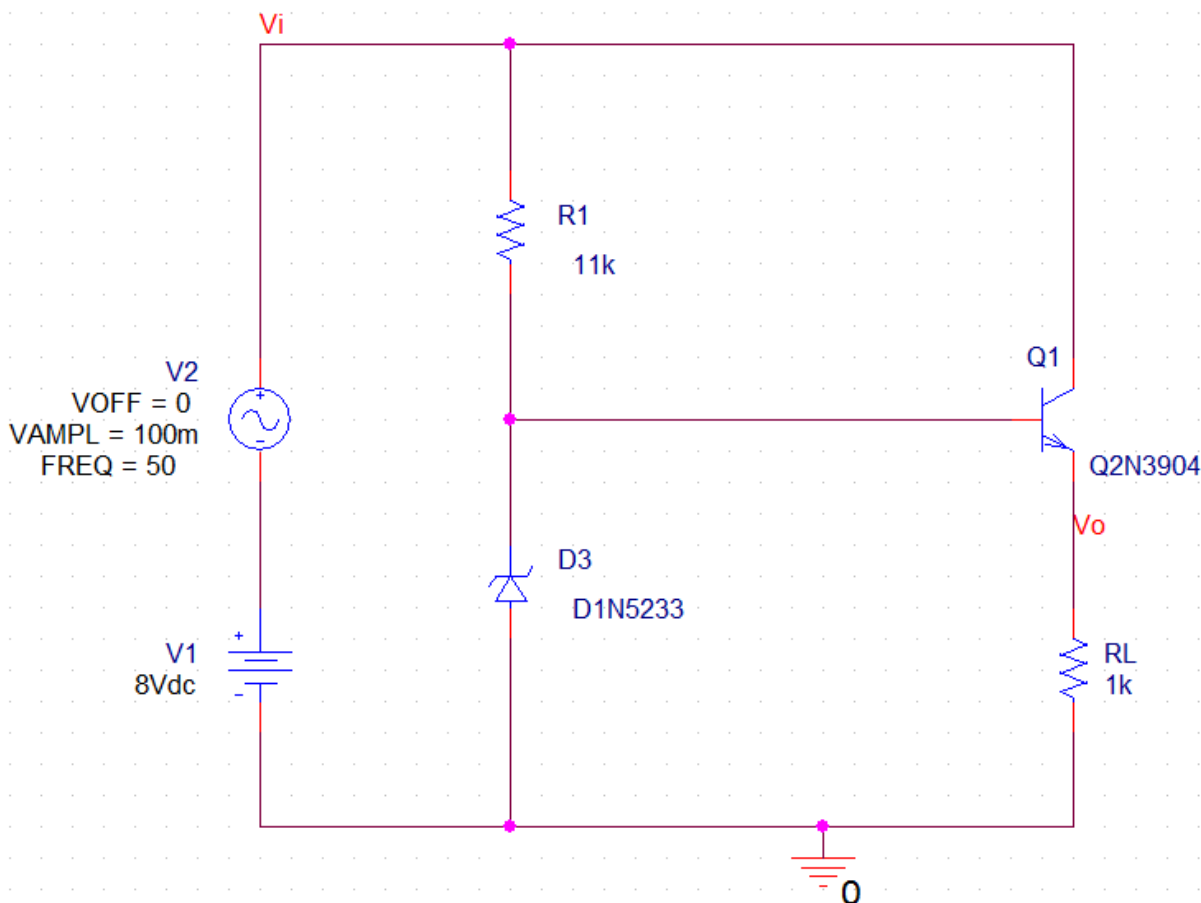 Vi
R1
11k
V2
VOFF = 0
VAMPL = 100m
FREQ = 50
+
-
Q1
Q2N3904
Vo
D3
D1N5233
+
V1
8Vdc
-
RL
1k
0